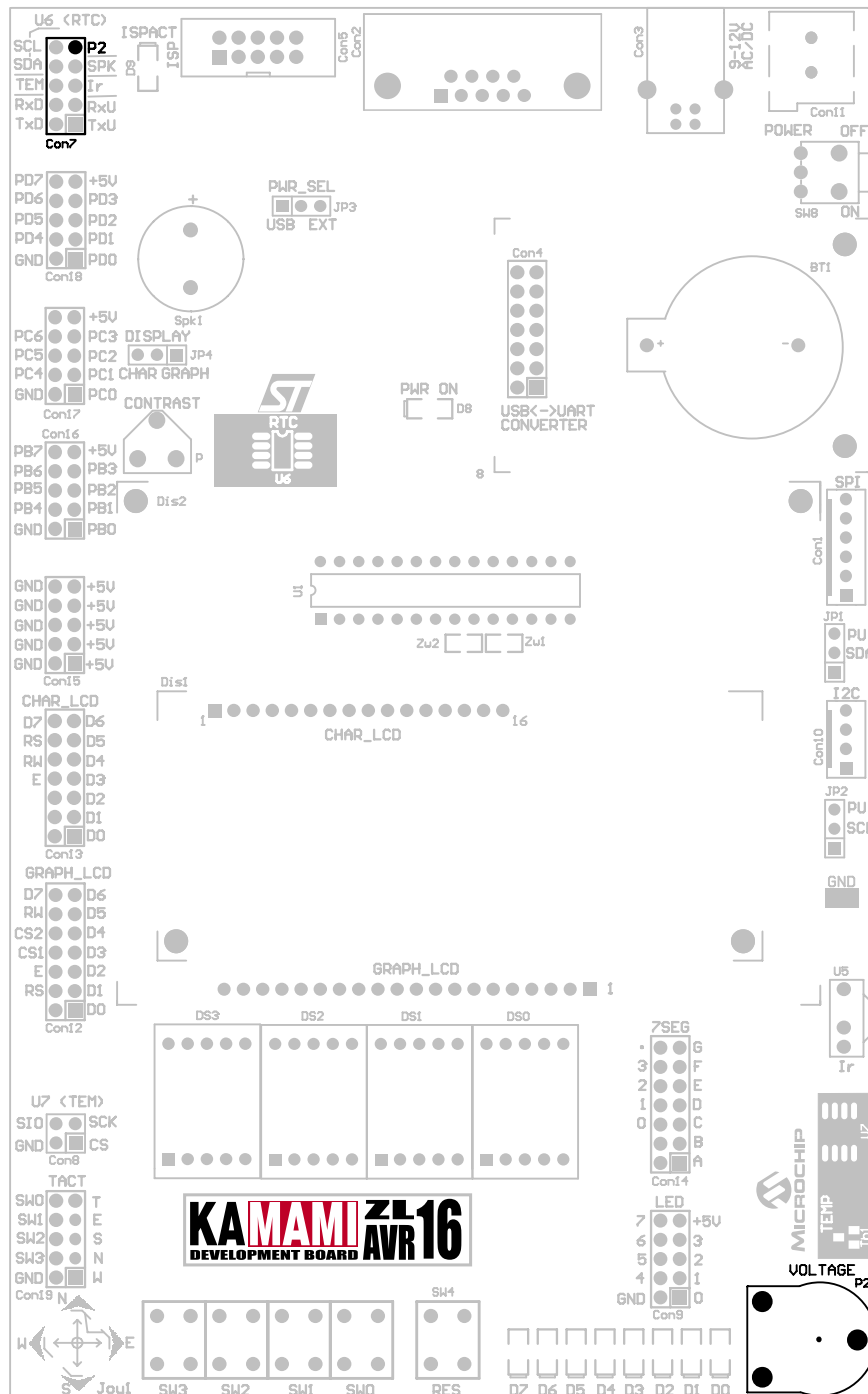 U6 (RTC)
SCL P2
SDA SPK
TEM Ir
RxD RxU
TxD TxU
Con7
ISPACT
D9
ISP
Con5
Con2
Con3
9-12V
AC/DC
Con11
POWER OFF
SW8 ON
PD7 +5V
PD6 PD3
PD5 PD2
PD4 PD1
GND PD0
Con18
+
Spk1
PWR_SEL
JP3
USB EXT
Con4
USB<->UART
CONVERTER
8
BT1
+ -
+5V
PC6 PC3
PC5 PC2
PC4 PC1
GND PC0
Con17
DISPLAY
JP4
CHAR GRAPH
CONTRAST
P
ST
RTC
U6
PWR ON
D8
Con16
PB7 +5V
PB6 PB3
PB5 PB2
PB4 PB1
GND PB0
Dis2
SPI
Con1
U1
Zw2 Zw1
GND +5V
GND +5V
GND +5V
GND +5V
GND +5V
Con15
JP1
PU
SDA
I2C
Con10
JP2
PU
SCL
GND
Dis1
1 16
CHAR_LCD
CHAR_LCD
D7 D6
RS D5
RW D4
E D3
D2
D1
D0
Con13
GRAPH_LCD
D7 D6
RW D5
CS2 D4
CS1 D3
E D2
RS D1
D0
Con12
GRAPH_LCD
1
DS3 DS2 DS1 DS0
U5
Ir
7SEG
. G
3 F
2 E
1 D
0 C
B
A
Con14
U7 (TEM)
SIO SCK
GND CS
Con8
TACT
SW0 T
SW1 E
SW2 S
SW3 N
GND W
Con19
N
W E
S Jou1
KAMAMI ZL
DEVELOPMENT BOARD AVR 16
LED
7 +5V
6 3
5 2
4 1
GND 0
Con9
MICROCHIP
TEMP
U7
VOLTAGE
P2
SW3 SW2 SW1 SW0
SW4
RES
D7 D6 D5 D4 D3 D2 D1 D0